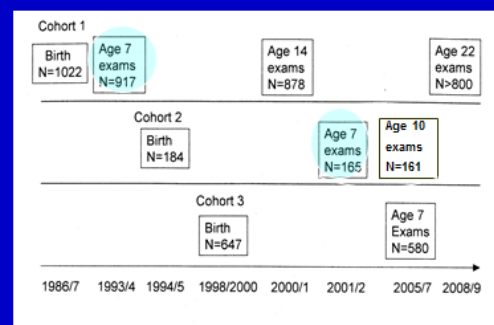 Cohort 1
Birth
N=1022
Age 7
exams
N=917
Age 14
exams
N=878
Age 22
exams
N>800
Cohort 2
Birth
N=184
Age 7
exams
N=165
Age 10
exams
N=161
Cohort 3
Birth
N=647
Age 7
Exams
N=580
1986/7 1993/4 1994/5 1998/2000 2000/1 2001/2 2005/7 2008/9